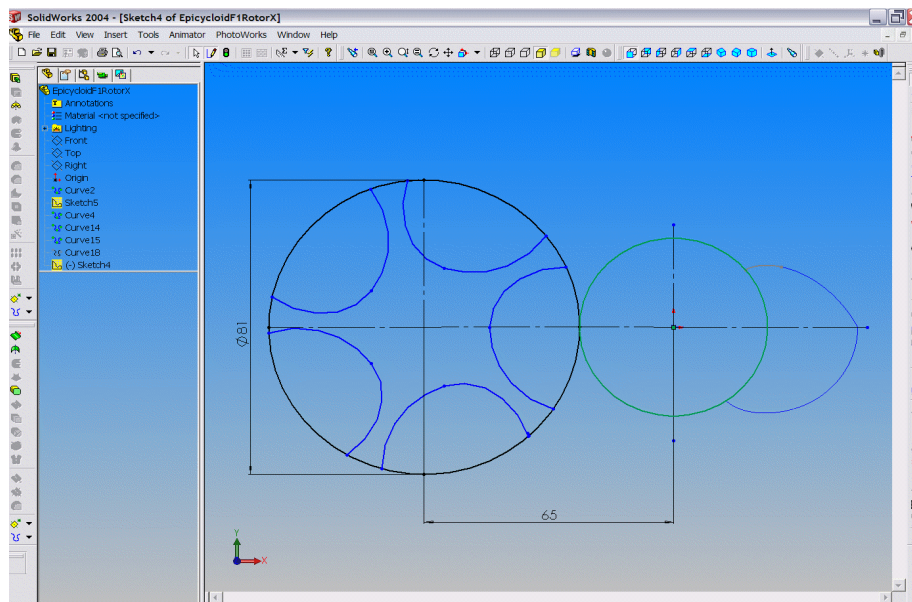 SolidWorks 2004 - [Sketch4 of EpicycloidF1RotorX]
File Edit View Insert Tools Animator PhotoWorks Window Help
EpicycloidF1RotorX
Annotations
Material <not specified>
Lighting
Front
Top
Right
Origin
Curve2
Sketch5
Curve4
Curve14
Curve15
Curve18
(-) Sketch4
Ø81
65
Y
X